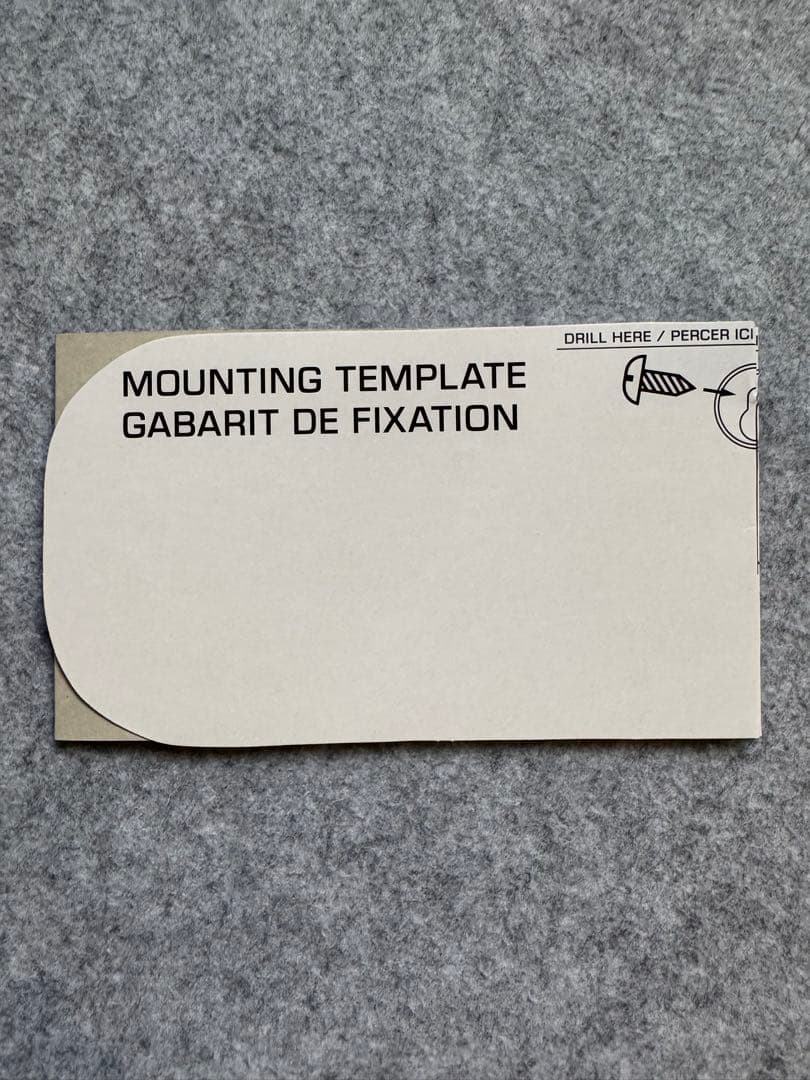 DRILL HERE / PERCER ICI
MOUNTING TEMPLATE
GABARIT DE FIXATION